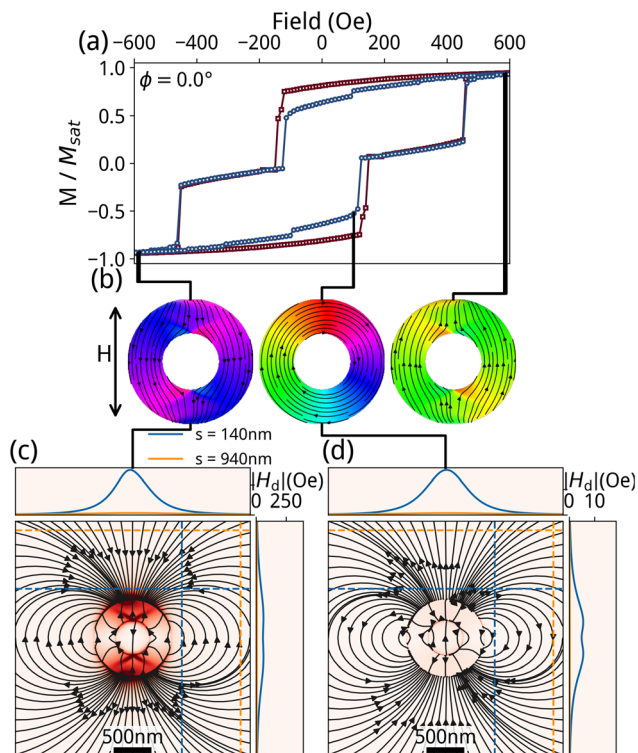 Field (Oe)
(a)
−600 −400 −200 0 200 400 600
ϕ = 0.0°
M / M_sat
1.0
0.5
0.0
−0.5
−1.0
(b)
H
(c)
s = 140nm
s = 940nm
(d)
|H_d|(Oe)
0 250
|H_d|(Oe)
0 10
500nm
500nm